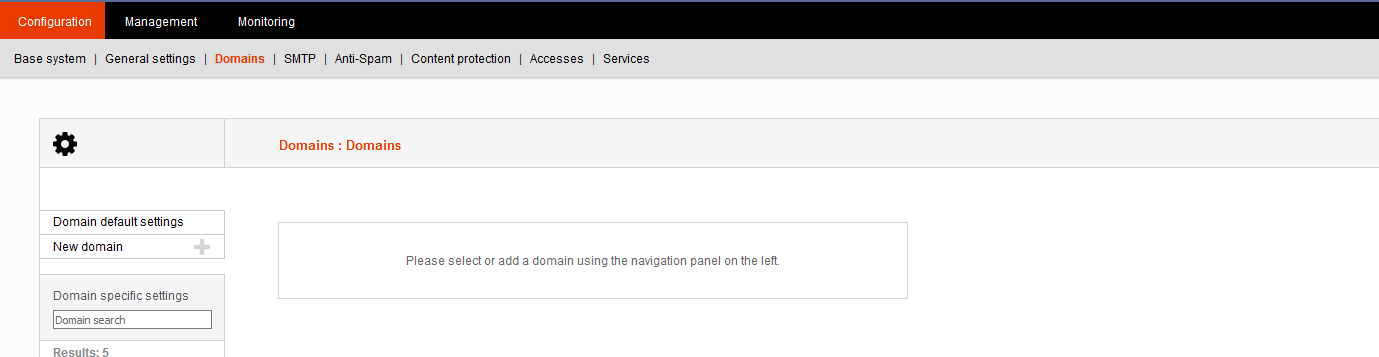 Configuration Management Monitoring
Base system | General settings | Domains | SMTP | Anti-Spam | Content protection | Accesses | Services
Domains : Domains
Domain default settings
New domain
Please select or add a domain using the navigation panel on the left.
Domain specific settings
Domain search
Results: 5